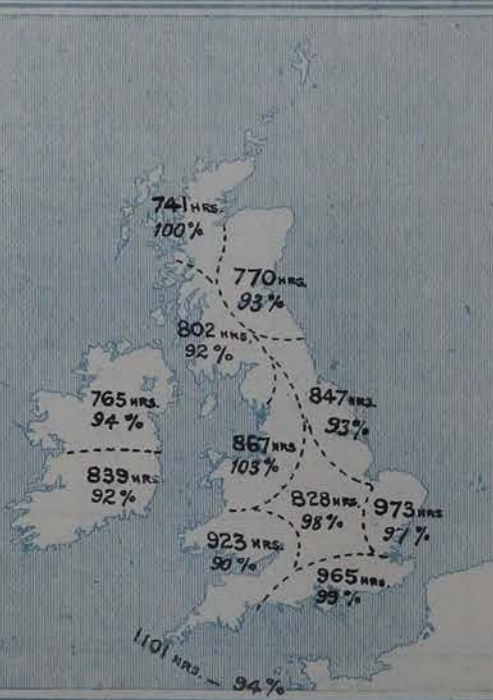 741 HRS.
100%
770 HRS.
93%
802 HRS.
92%
765 HRS.
94%
847 HRS.
93%
867 HRS
103%
839 HRS.
92%
828 HRS.
98%
973 HRS.
97%
923 HRS.
90%
965 HRS.
99%
1101 HRS. — 94%